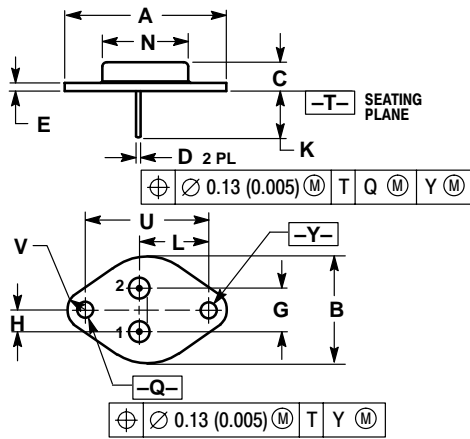 A
N
C
E
–T– SEATING
PLANE
K
D 2 PL
⌖ ∅ 0.13 (0.005) Ⓜ T Q Ⓜ Y Ⓜ
U
V
L
–Y–
2
H
G
B
1
–Q–
⌖ ∅ 0.13 (0.005) Ⓜ T Y Ⓜ